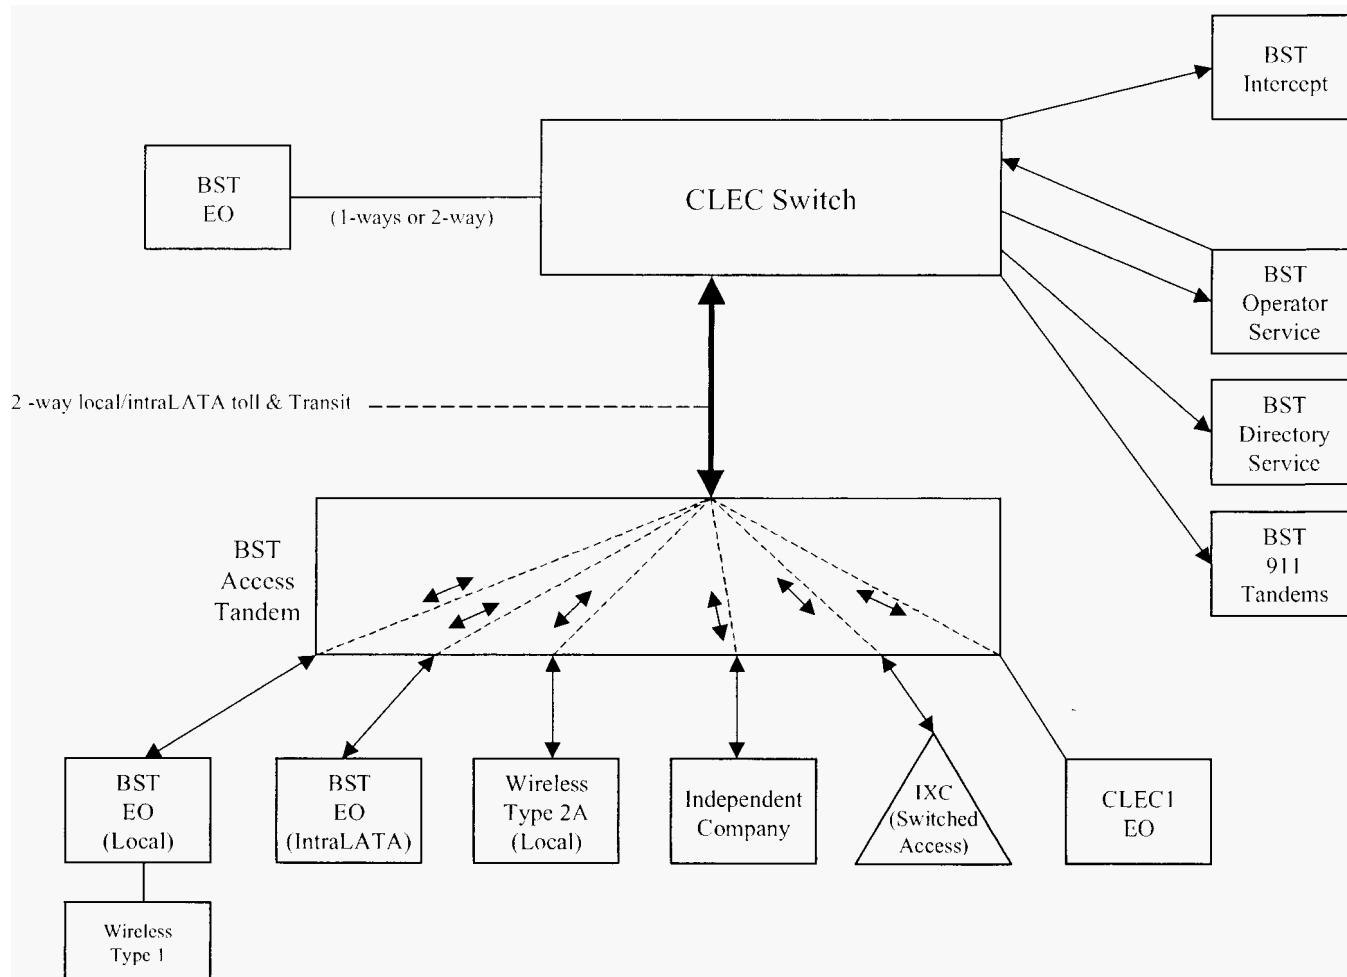 BST
Intercept
BST
EO
(1-ways or 2-way)
CLEC Switch
BST
Operator
Service
2 -way local/intraLATA toll & Transit
BST
Directory
Service
BST
Access
Tandem
BST
911
Tandems
BST
EO
(Local)
BST
EO
(IntraLATA)
Wireless
Type 2A
(Local)
Independent
Company
IXC
(Switched
Access)
CLEC1
EO
Wireless
Type 1